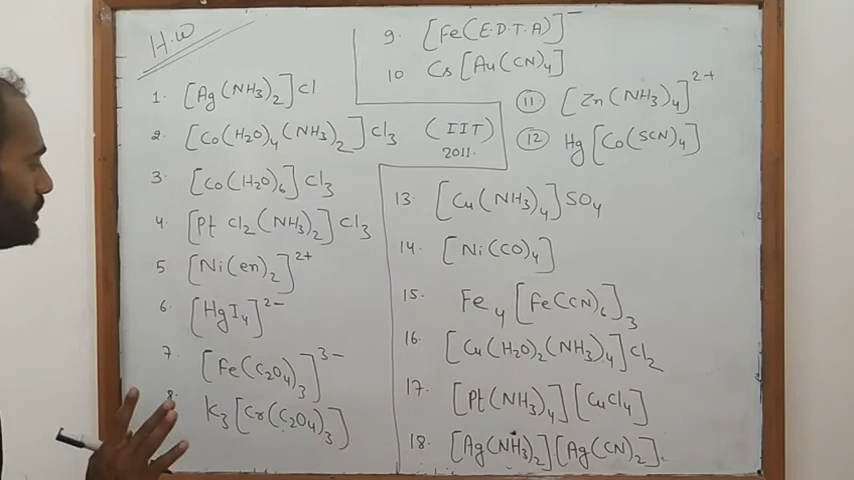 H.W
1. [Ag(NH3)2]Cl
2. [Co(H2O)4(NH3)2]Cl3 (IIT) 2011.
3. [Co(H2O)6]Cl3
4. [Pt Cl2(NH3)2]Cl3
5 [Ni(en)2]2+
6. [HgI4]2-
7. [Fe(C2O4)3]3-
8. K3[Cr(C2O4)3]
9. [Fe(E.D.T.A)]-
10 Cs[Au(CN)4]
11 [Zn(NH3)4]2+
12 Hg[Co(SCN)4]
13. [Cu(NH3)4]SO4
14. [Ni(CO)4]
15. Fe4[Fe(CN)6]3
16. [Cu(H2O)2(NH3)4]Cl2
17. [Pt(NH3)4][CuCl4]
18. [Ag(NH3)2][Ag(CN)2].